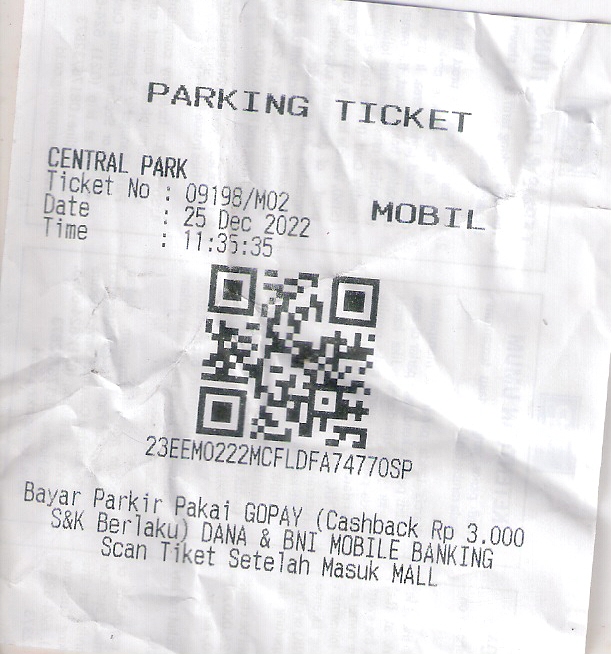 PARKING TICKET
CENTRAL PARK
Ticket No : 09198/M02
MOBIL
Date : 25 Dec 2022
Time : 11:35:35
23EEM0222MCFLDFA74770SP
Bayar Parkir Pakai GOPAY (Cashback Rp 3.000
S&K Berlaku) DANA & BNI MOBILE BANKING
Scan Tiket Setelah Masuk MALL